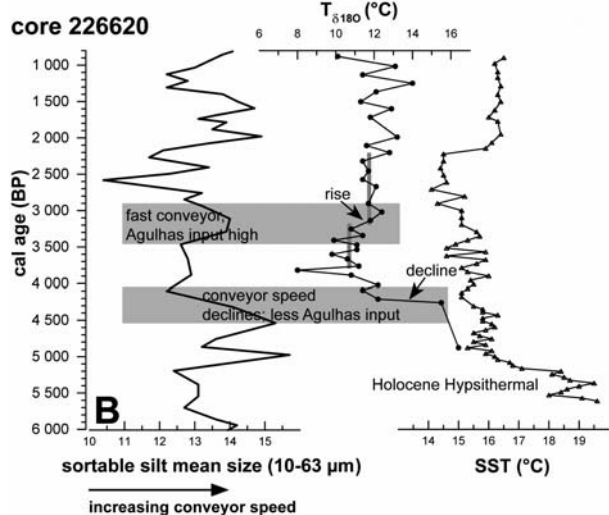 core 226620
T δ18O (°C)
6 8 10 12 14 16
cal age (BP)
1 000
1 500
2 000
2 500
3 000
3 500
4 000
4 500
5 000
5 500
6 000
rise
fast conveyor,
Agulhas input high
decline
conveyor speed
declines; less Agulhas input
Holocene Hypsithermal
B
10 11 12 13 14 15
14 15 16 17 18 19
sortable silt mean size (10-63 µm)
SST (°C)
increasing conveyor speed